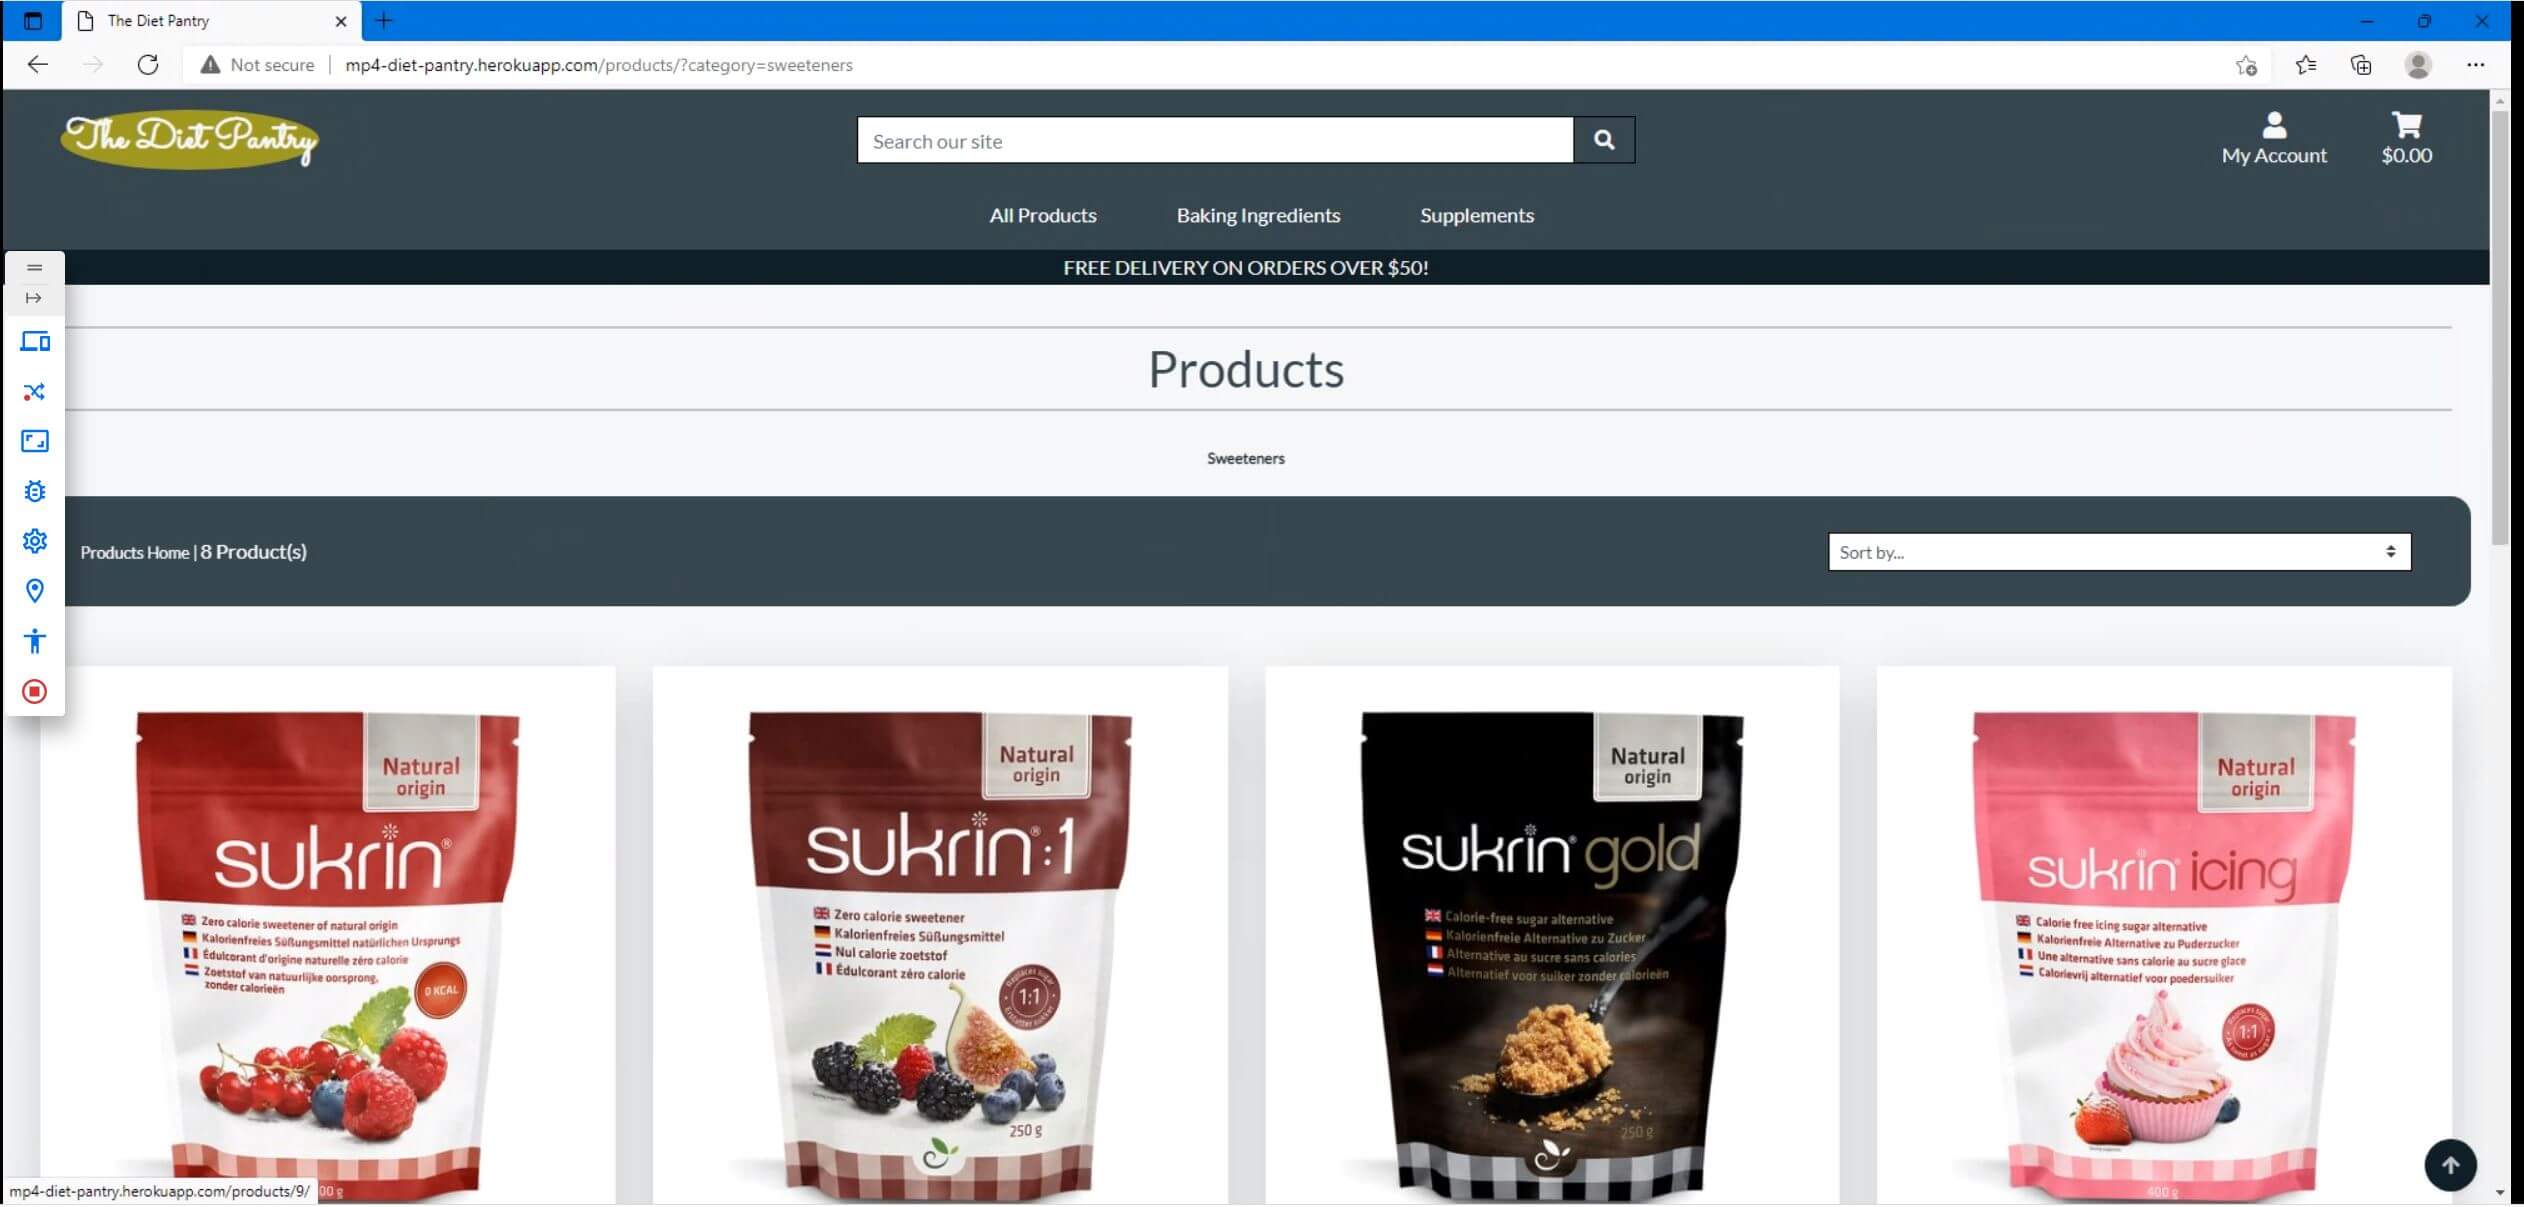 The Diet Pantry
Not secure | mp4-diet-pantry.herokuapp.com/products/?category=sweeteners
The Diet Pantry
Search our site
My Account
$0.00
All Products
Baking Ingredients
Supplements
FREE DELIVERY ON ORDERS OVER $50!
Products
Sweeteners
Products Home | 8 Product(s)
Sort by...
Natural
origin
sukrin®
Zero calorie sweetener of natural origin
Kalorienfreies Süßungsmittel natürlichen Ursprungs
Édulcorant d'origine naturelle zéro calorie
Zoetstof van natuurlijke oorsprong,
zonder calorieën
0 KCAL
00 g
Natural
origin
sukrin®:1
Zero calorie sweetener
Kalorienfreies Süßungsmittel
Nul calorie zoetstof
Édulcorant zéro calorie
Replaces sugar
1:1
Erstatter sukker
250 g
Natural
origin
sukrin® gold
Calorie-free sugar alternative
Kalorienfreie Alternative zu Zucker
Alternative au sucre sans calories
Alternatief voor suiker zonder calorieën
250 g
Natural
origin
sukrin icing
Calorie free icing sugar alternative
Kalorienfreie Alternative zu Puderzucker
Une alternative sans calorie au sucre glace
Calorievrij alternatief voor poedersuiker
1:1
400 g
mp4-diet-pantry.herokuapp.com/products/9/